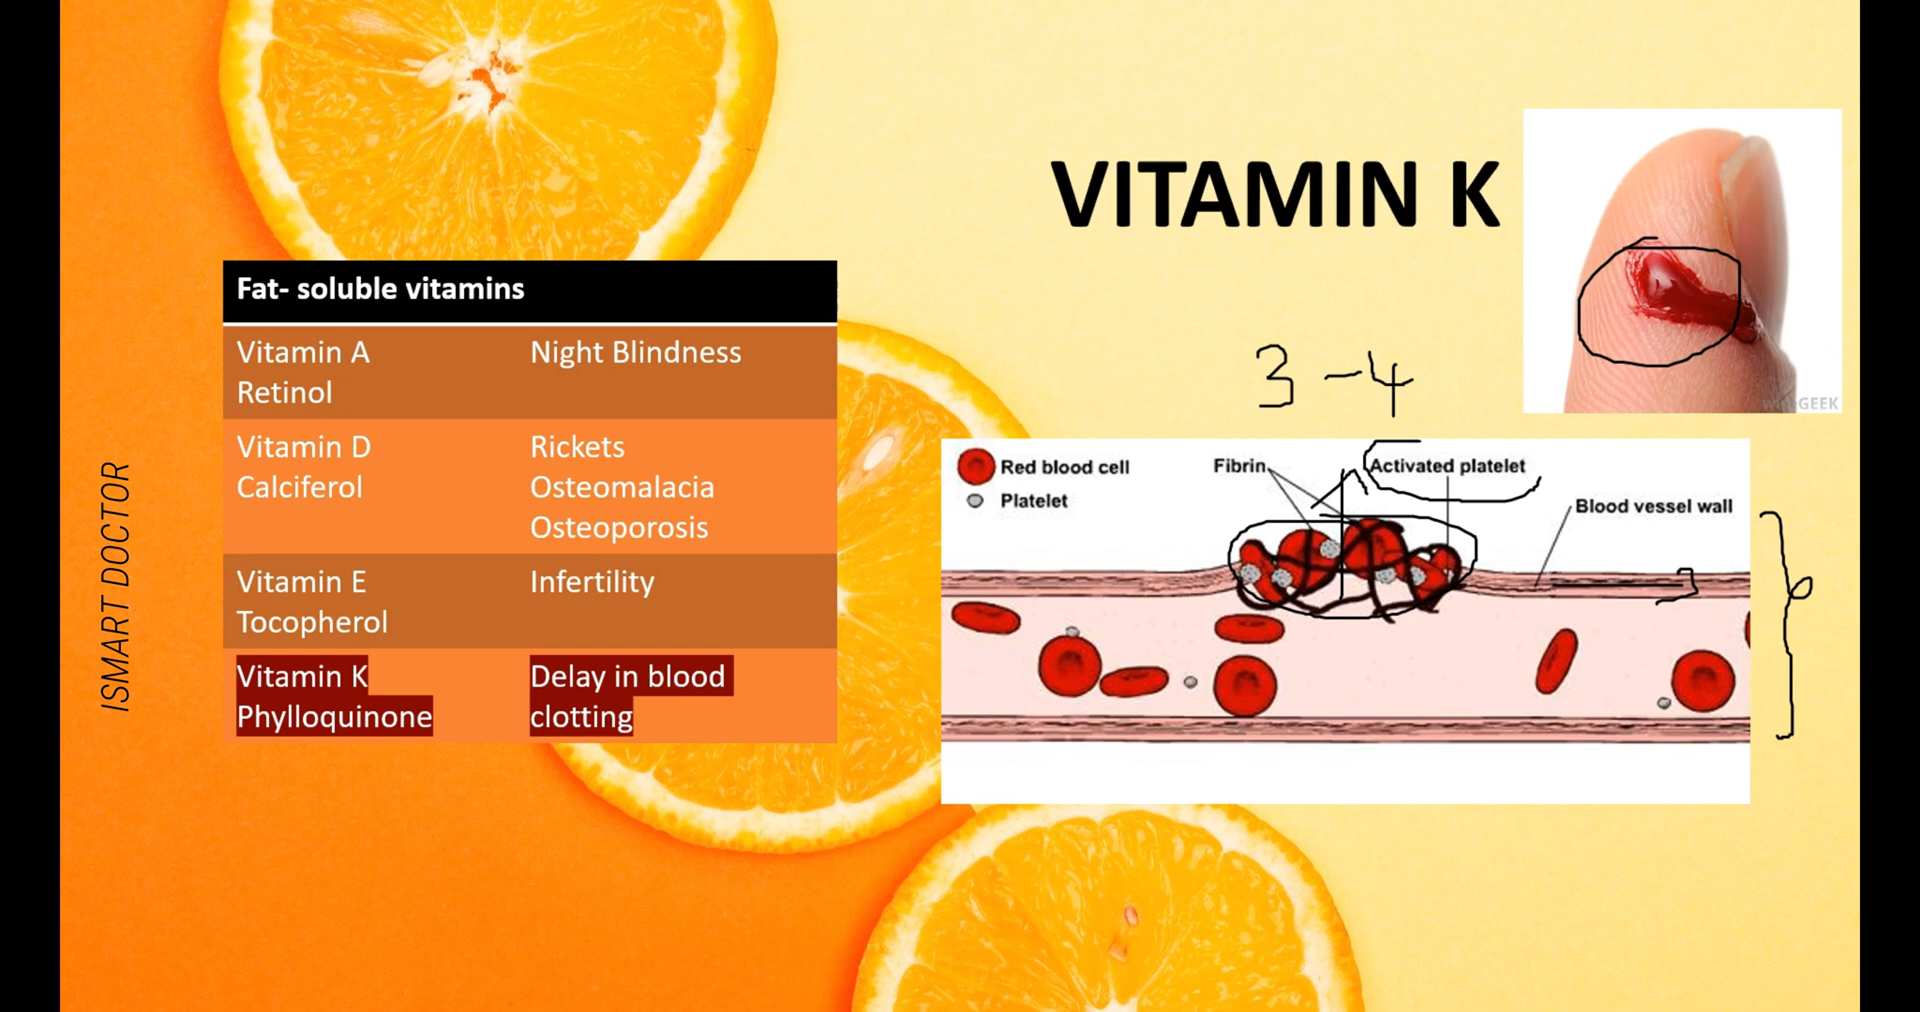 VITAMIN K
Fat- soluble vitamins
Vitamin A Night Blindness
Retinol
Vitamin D Rickets
Calciferol Osteomalacia
Osteoporosis
Vitamin E Infertility
Tocopherol
Vitamin K Delay in blood
Phylloquinone clotting
ISMART DOCTOR
3-4
Red blood cell
Platelet
Fibrin
Activated platelet
Blood vessel wall
GEEK